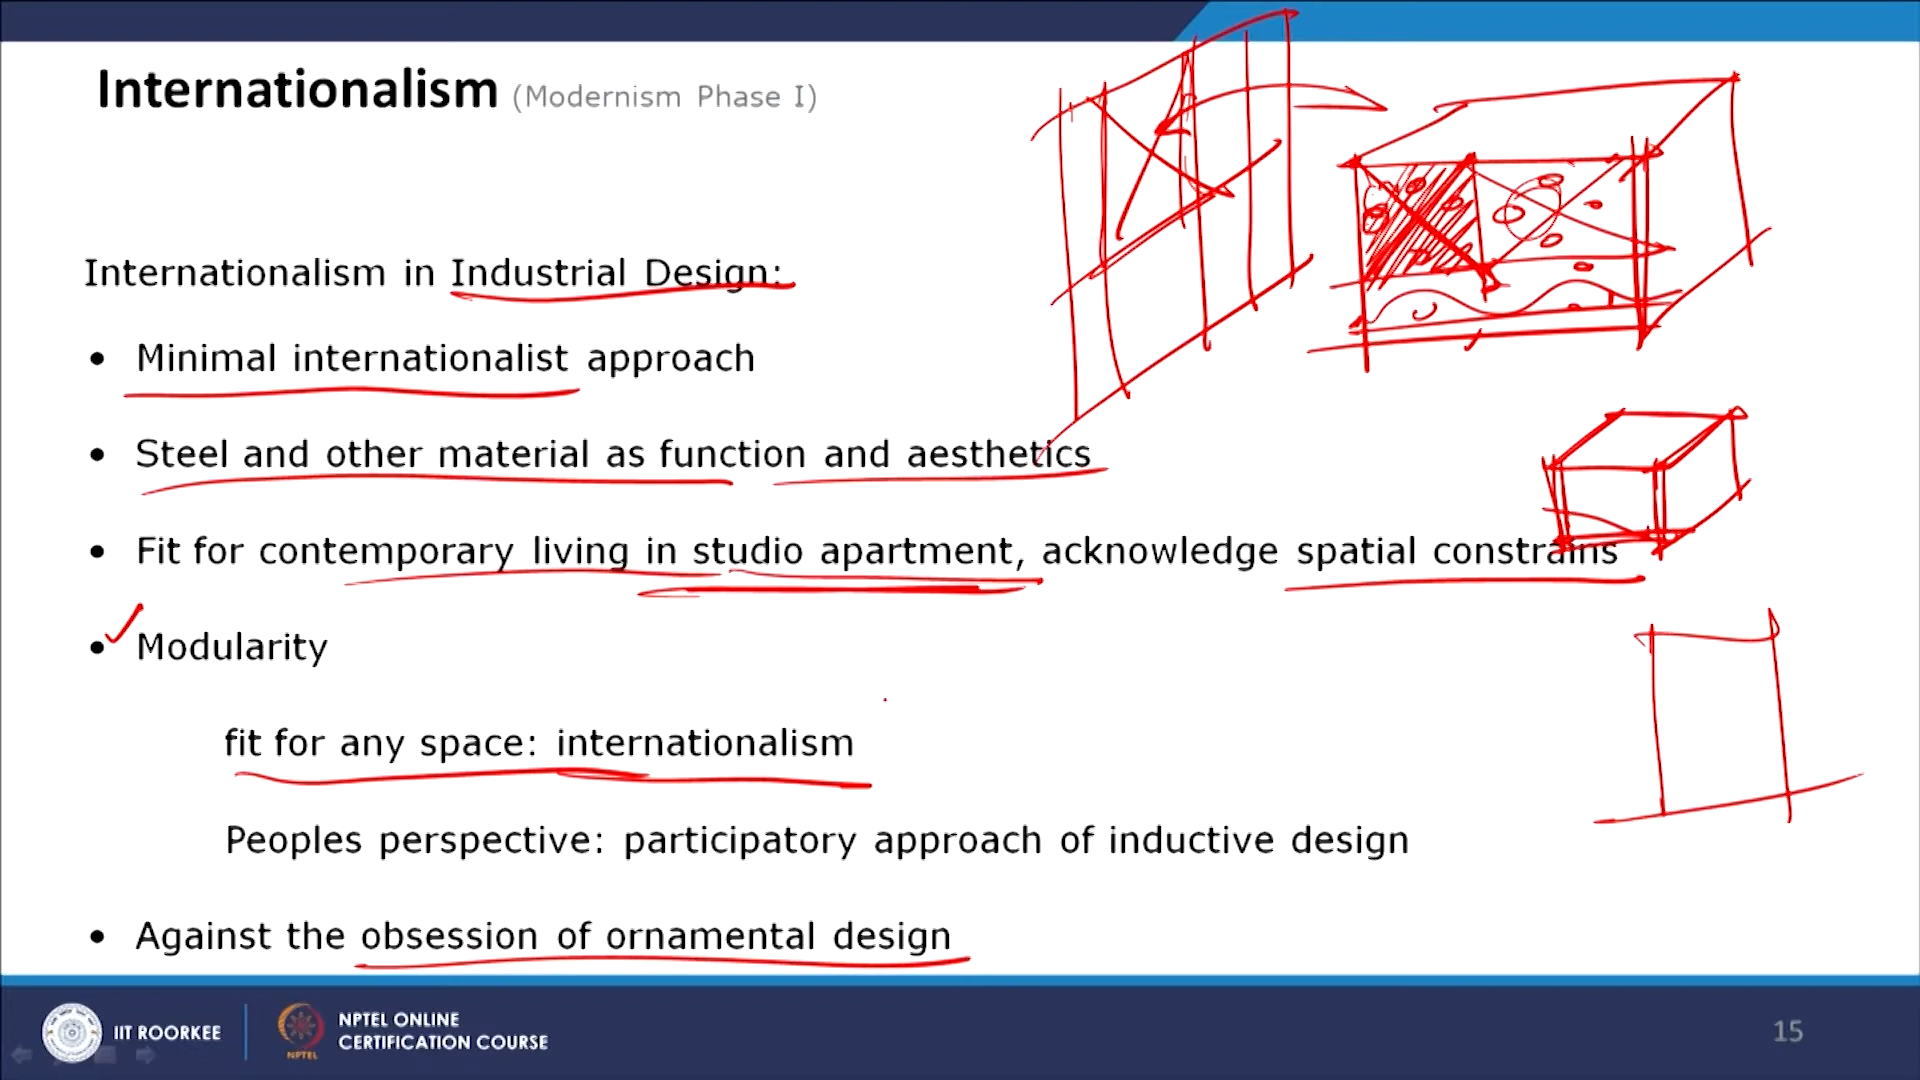 Internationalism (Modernism Phase I)
Internationalism in Industrial Design:
• Minimal internationalist approach
• Steel and other material as function and aesthetics
• Fit for contemporary living in studio apartment, acknowledge spatial constrains
• Modularity
fit for any space: internationalism
Peoples perspective: participatory approach of inductive design
• Against the obsession of ornamental design
IIT ROORKEE
NPTEL
NPTEL ONLINE
CERTIFICATION COURSE
15